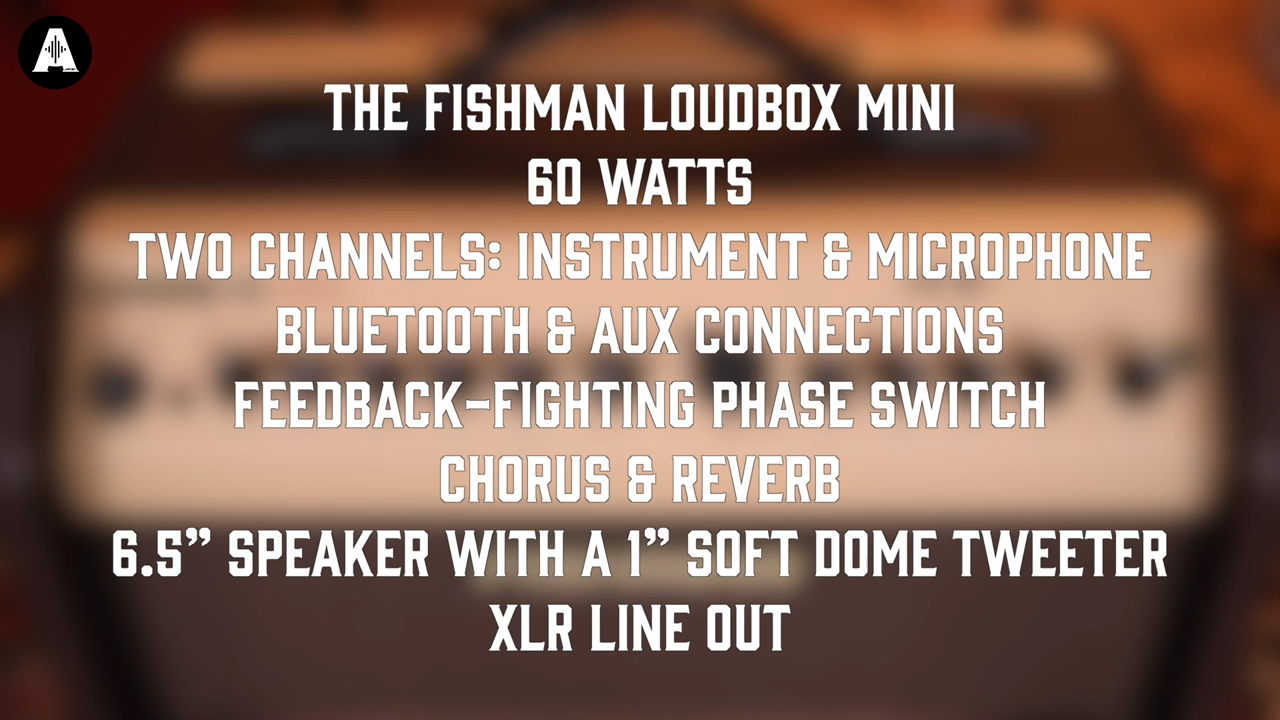 THE FISHMAN LOUDBOX MINI
60 WATTS
TWO CHANNELS: INSTRUMENT & MICROPHONE
BLUETOOTH & AUX CONNECTIONS
FEEDBACK-FIGHTING PHASE SWITCH
CHORUS & REVERB
6.5” SPEAKER WITH A 1” SOFT DOME TWEETER
XLR LINE OUT